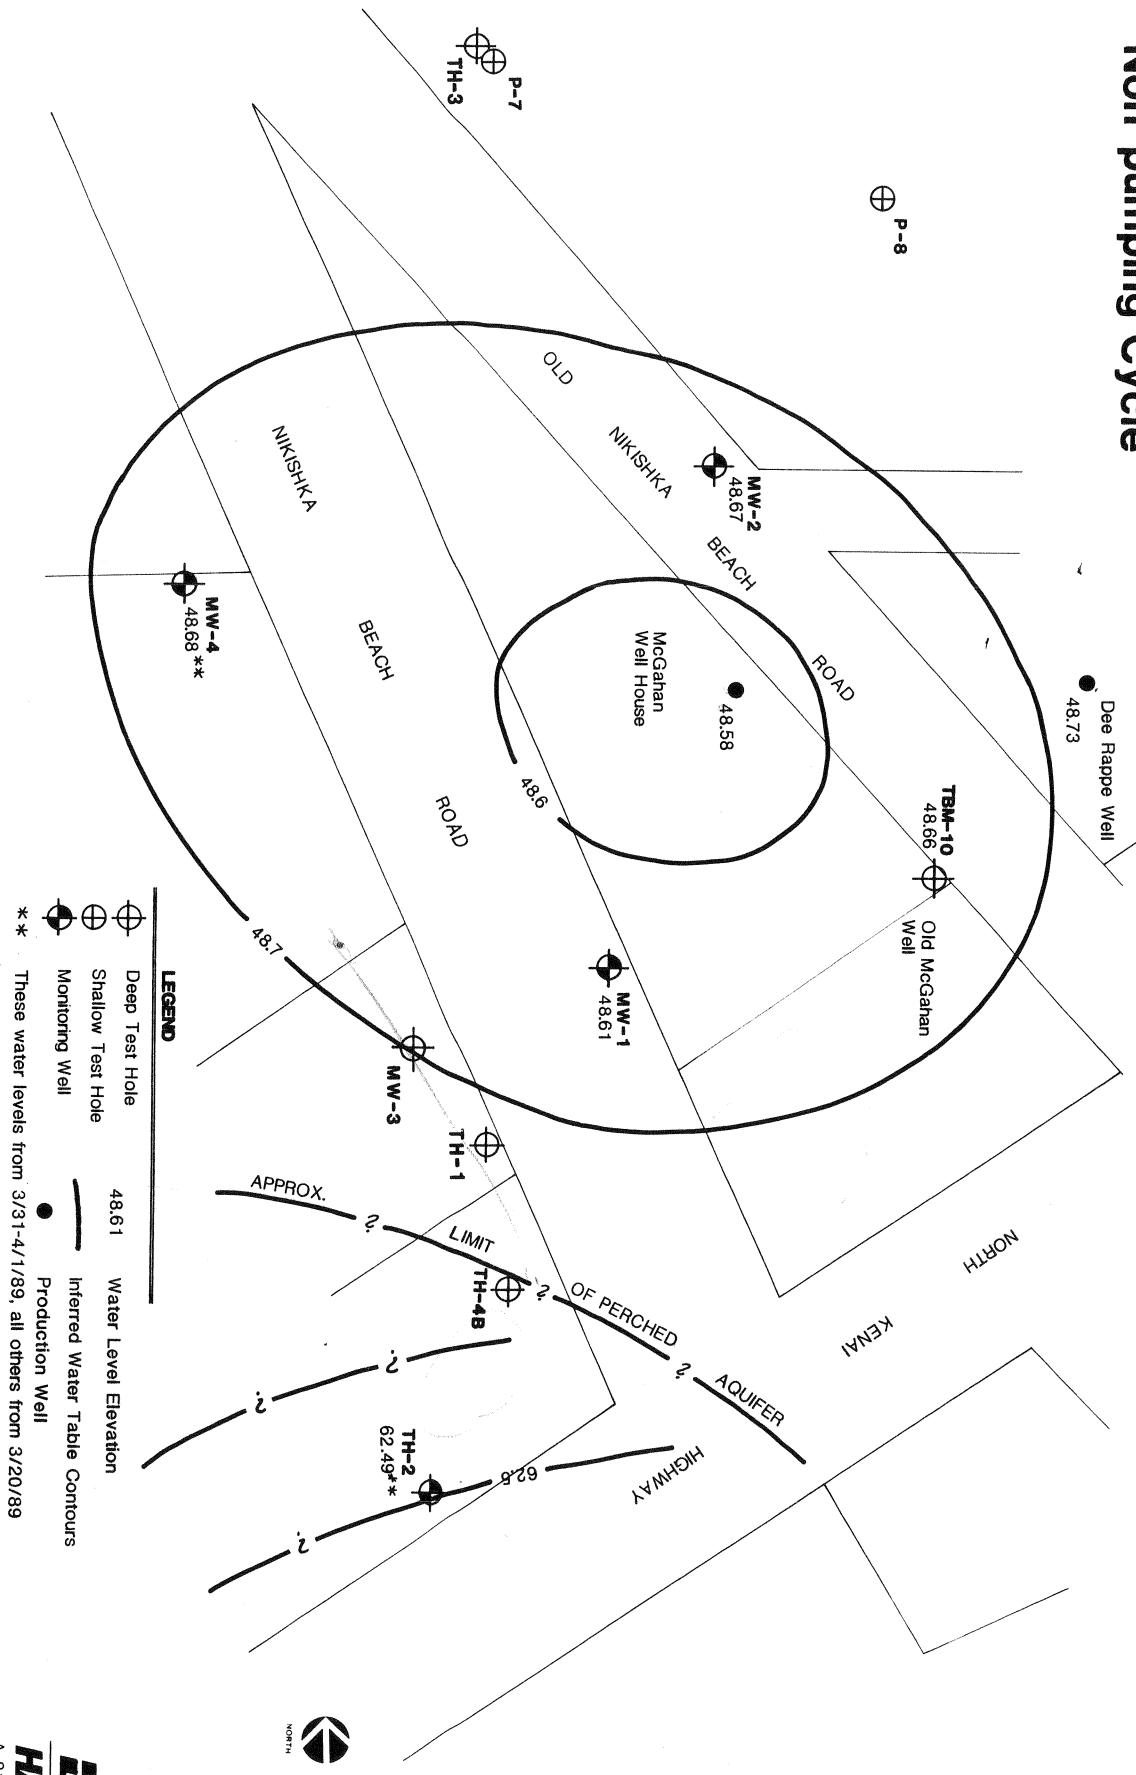 Non-pumping Cycle
P-7
TH-3
P-8
Dee Rappe Well
48.73
OLD
NIKISHKA
BEACH
ROAD
MW-2
48.67
TBM-10
48.66
Old McGahan
Well
48.58
McGahan
Well House
48.6
NIKISHKA
BEACH
ROAD
MW-1
48.61
MW-4
48.68**
48.7
MW-3
TH-1
APPROX.
?
LIMIT
TH-4B
?
OF PERCHED
?
AQUIFER
NORTH
KENAI
HIGHWAY
?
?
62.5
TH-2
62.49**
?
LEGEND
Deep Test Hole
Shallow Test Hole
Monitoring Well
48.61 Water Level Elevation
Inferred Water Table Contours
Production Well
** These water levels from 3/31-4/1/89, all others from 3/20/89
NORTH